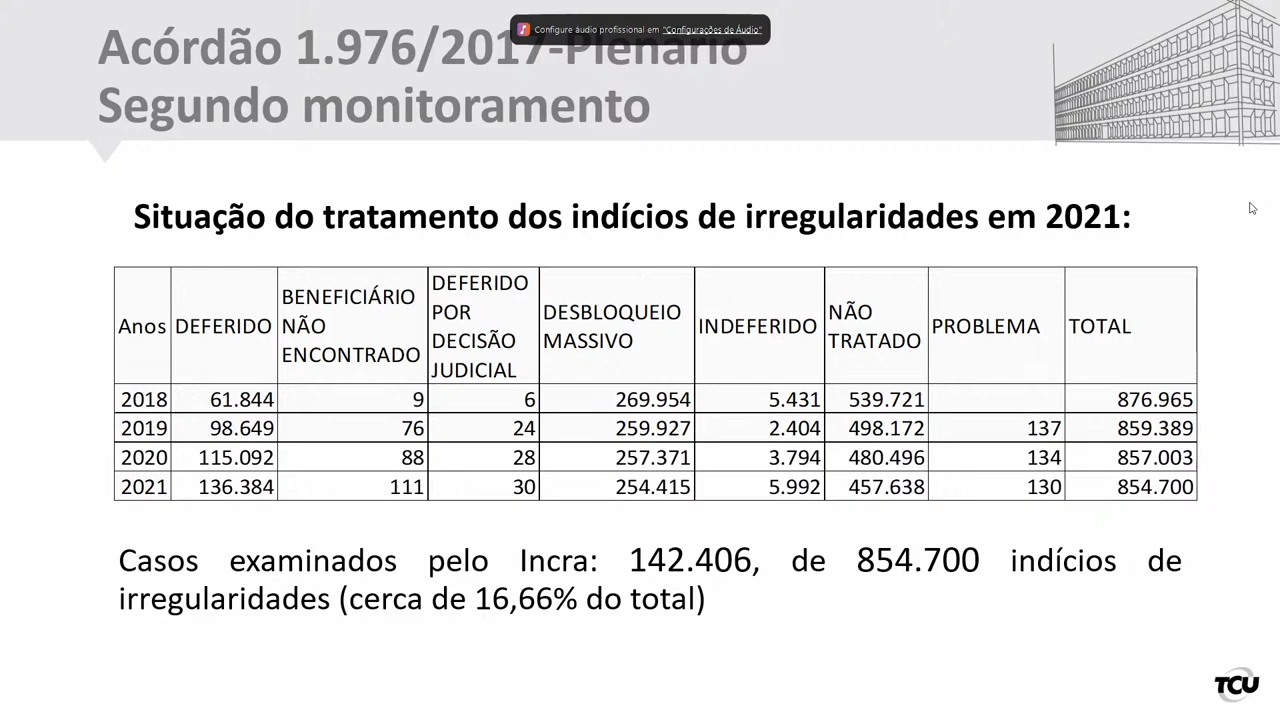 Configure áudio profissional em "Configurações de Áudio"
Acórdão 1.976/2017-Plenário
Segundo monitoramento
Situação do tratamento dos indícios de irregularidades em 2021:
Anos DEFERIDO BENEFICIÁRIO NÃO ENCONTRADO DEFERIDO POR DECISÃO JUDICIAL DESBLOQUEIO MASSIVO INDEFERIDO NÃO TRATADO PROBLEMA TOTAL
2018 61.844 9 6 269.954 5.431 539.721 876.965
2019 98.649 76 24 259.927 2.404 498.172 137 859.389
2020 115.092 88 28 257.371 3.794 480.496 134 857.003
2021 136.384 111 30 254.415 5.992 457.638 130 854.700
Casos examinados pelo Incra: 142.406, de 854.700 indícios de
irregularidades (cerca de 16,66% do total)
TCU